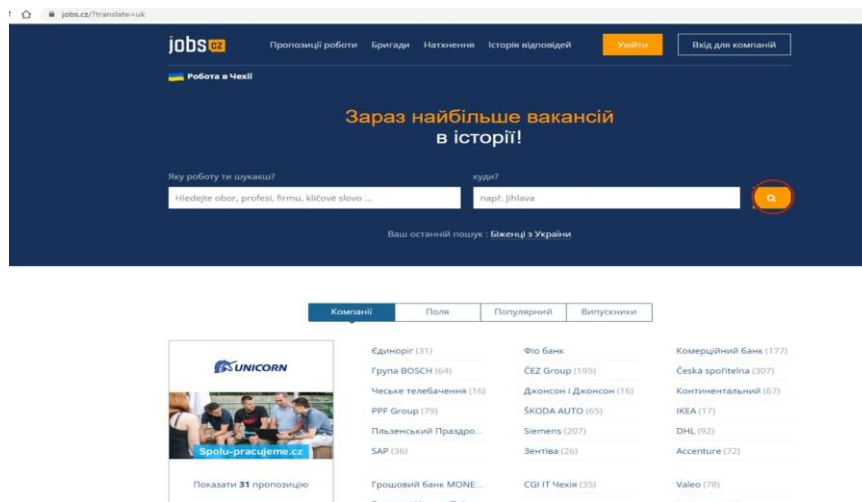 jobs.cz/?translate=uk
jobs cz Пропозиції роботи Бригади Натхнення Історія відповідей Увійти Вхід для компаній
Робота в Чехії
Зараз найбільше вакансій
в історії!
Яку роботу ти шукаєш? куди?
Hledejte obor, profesi, firmu, klíčové slovo ... např. Jihlava
Ваш останній пошук : Біженці з України
Компанії Поля Популярний Випускники
UNICORN
Spolu-pracujeme.cz
Показати 31 пропозицію
Єдиноріг (31) Фіо банк Комерційний банк (177)
Група BOSCH (64) ČEZ Group (195) Česká spořitelna (307)
Чеське телебачення (16) Джонсон і Джонсон (16) Континентальний (67)
PPF Group (79) ŠKODA AUTO (65) IKEA (17)
Пльзенський Праздро... Siemens (207) DHL (92)
SAP (36) Зентіва (26) Accenture (72)
Грошовий банк MONE... CGI IT Чехія (35) Valeo (78)